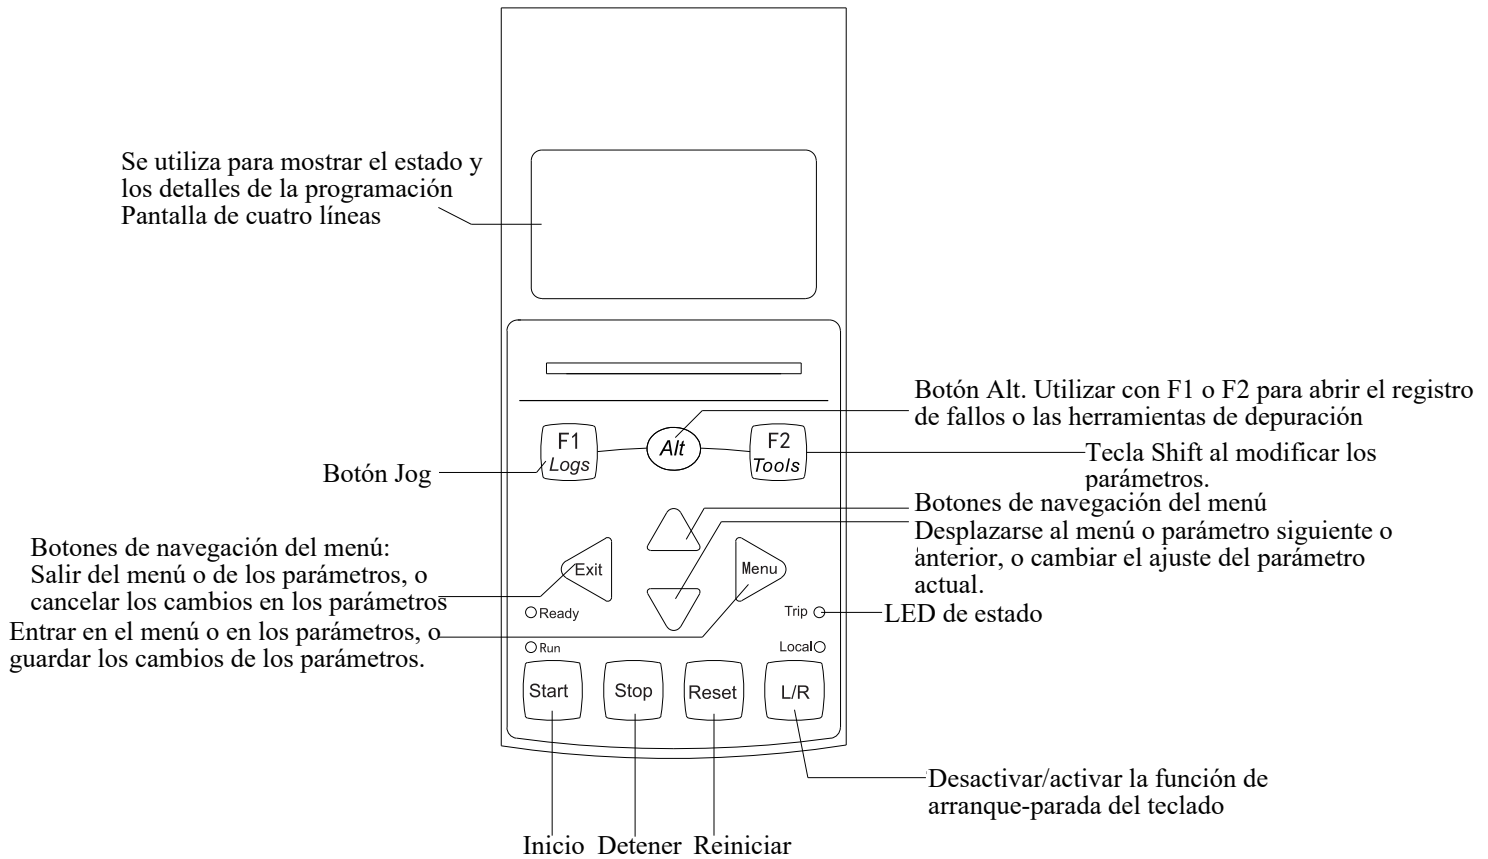 Se utiliza para mostrar el estado y
los detalles de la programación
Pantalla de cuatro líneas
Botón Alt. Utilizar con F1 o F2 para abrir el registro
de fallos o las herramientas de depuración
F1
Logs
Alt
F2
Tools
Botón Jog
Tecla Shift al modificar los
parámetros.
Botones de navegación del menú
Desplazarse al menú o parámetro siguiente o
anterior, o cambiar el ajuste del parámetro
actual.
Botones de navegación del menú:
Salir del menú o de los parámetros, o
cancelar los cambios en los parámetros
Entrar en el menú o en los parámetros, o
guardar los cambios de los parámetros.
Exit
Menu
Ready
Trip
LED de estado
Run
Local
Start
Stop
Reset
L/R
Desactivar/activar la función de
arranque-parada del teclado
Inicio
Detener
Reiniciar